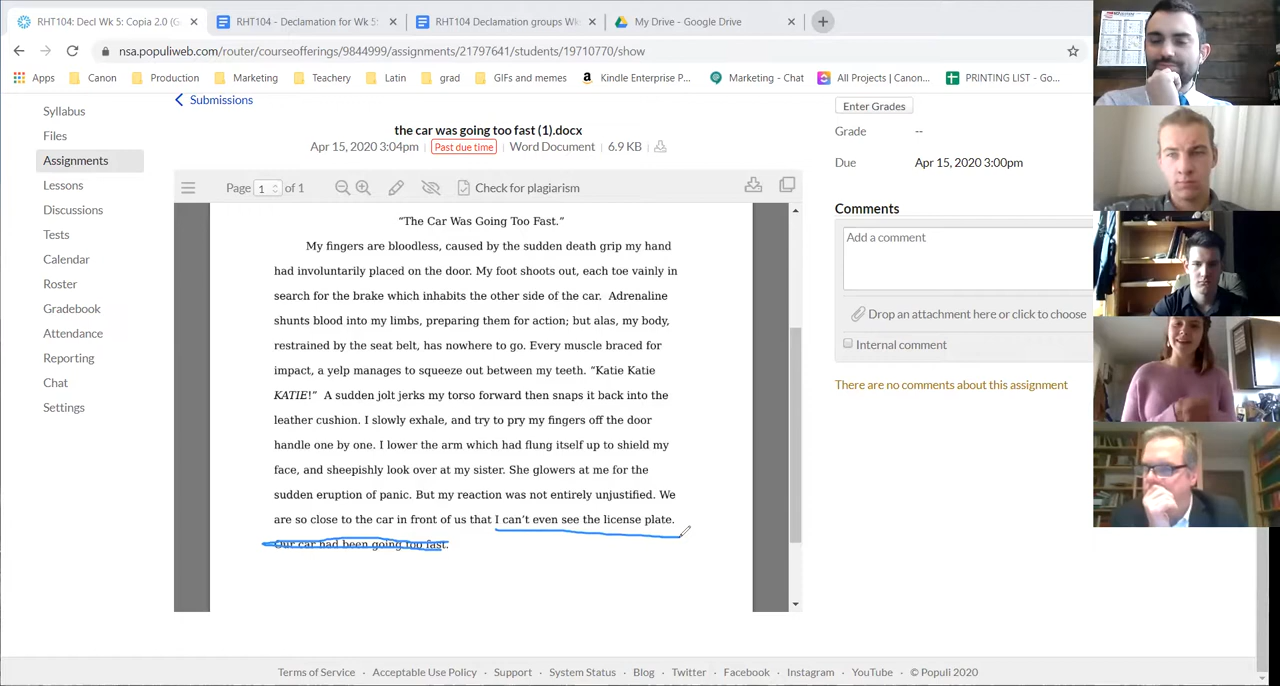 RHT104: Decl Wk 5: Copia 2.0 (G
RHT104 - Declamation for Wk 5:
RHT104 Declamation groups Wk
My Drive - Google Drive
nsa.populiweb.com/router/courseofferings/9844999/assignments/21797641/students/19710770/show
Apps Canon Production Marketing Teachery Latin grad GIFs and memes Kindle Enterprise P... Marketing - Chat All Projects (Canon... PRINTING LIST - Go...
Syllabus
Files
Assignments
Lessons
Discussions
Tests
Calendar
Roster
Gradebook
Attendance
Reporting
Chat
Settings
Submissions
the car was going too fast (1).docx
Apr 15, 2020 3:04pm Past due time Word Document 6.9 KB
Page 1 of 1 Check for plagiarism
“The Car Was Going Too Fast.”
My fingers are bloodless, caused by the sudden death grip my hand
had involuntarily placed on the door. My foot shoots out, each toe vainly in
search for the brake which inhabits the other side of the car. Adrenaline
shunts blood into my limbs, preparing them for action; but alas, my body,
restrained by the seat belt, has nowhere to go. Every muscle braced for
impact, a yelp manages to squeeze out between my teeth. “Katie Katie
KATIE!” A sudden jolt jerks my torso forward then snaps it back into the
leather cushion. I slowly exhale, and try to pry my fingers off the door
handle one by one. I lower the arm which had flung itself up to shield my
face, and sheepishly look over at my sister. She glowers at me for the
sudden eruption of panic. But my reaction was not entirely unjustified. We
are so close to the car in front of us that I can’t even see the license plate.
Our car had been going too fast.
Enter Grades
Grade --
Due Apr 15, 2020 3:00pm
Comments
Add a comment
Drop an attachment here or click to choose
Internal comment
There are no comments about this assignment
Terms of Service · Acceptable Use Policy · Support · System Status · Blog · Twitter · Facebook · Instagram · YouTube · © Populi 2020